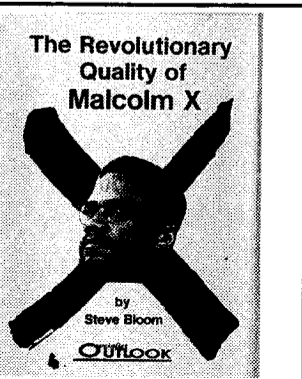 The Revolutionary
Quality of
Malcolm X
by
Steve Bloom
OUTLOOK